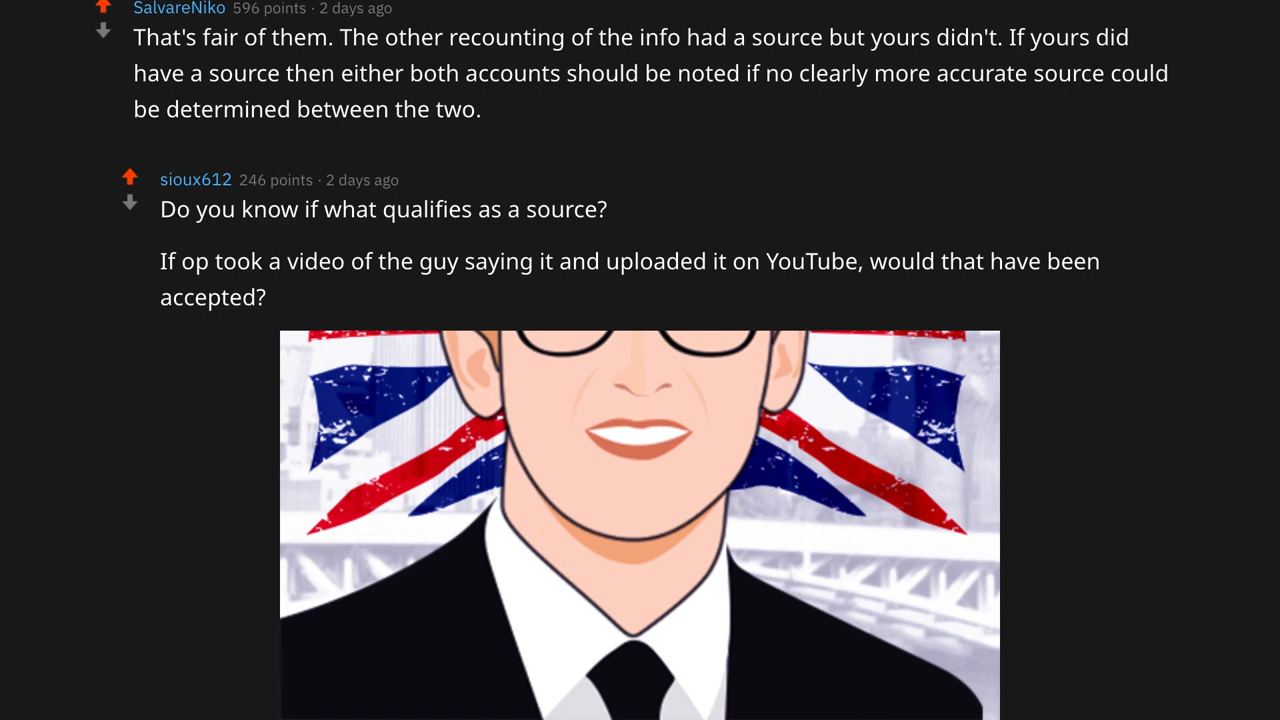 SalvareNiko 596 points · 2 days ago
That's fair of them. The other recounting of the info had a source but yours didn't. If yours did
have a source then either both accounts should be noted if no clearly more accurate source could
be determined between the two.
sioux612 246 points · 2 days ago
Do you know if what qualifies as a source?
If op took a video of the guy saying it and uploaded it on YouTube, would that have been
accepted?